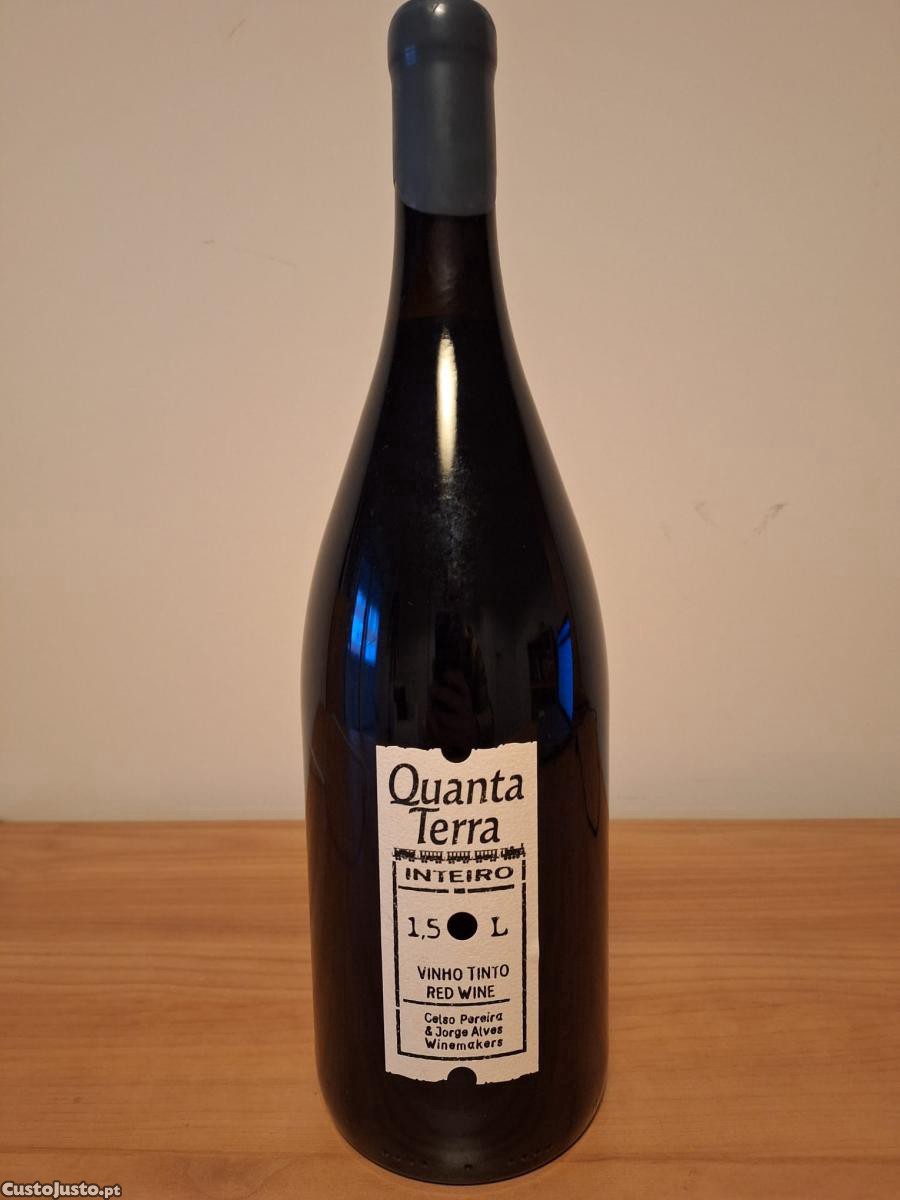 Quanta
Terra
INTEIRO
1,5 L
VINHO TINTO
RED WINE
Celso Pereira
& Jorge Alves
Winemakers
CustoJusto.pt